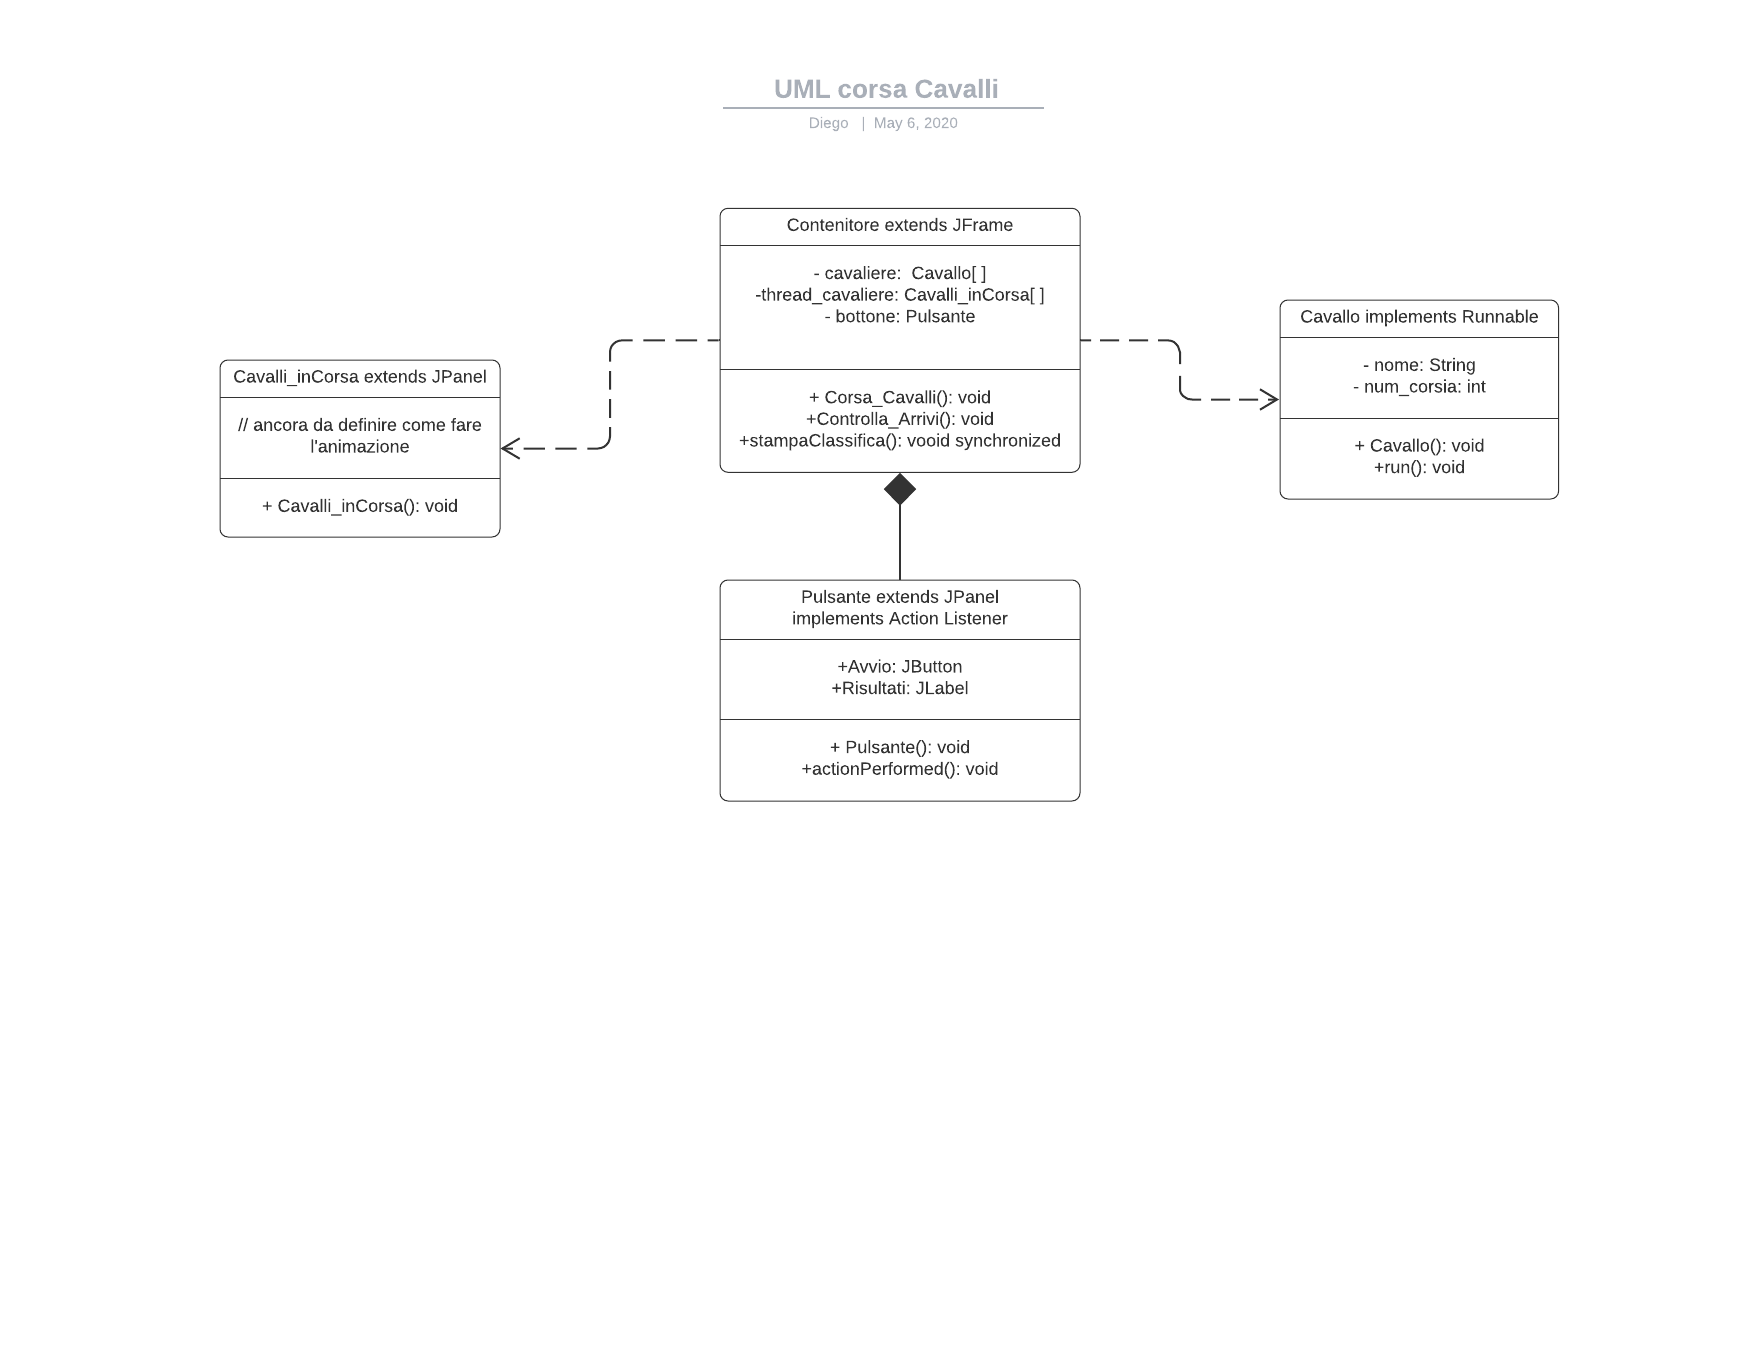 UML corsa Cavalli
Diego | May 6, 2020
Contenitore extends JFrame
- cavaliere:  Cavallo[ ]
-thread_cavaliere: Cavalli_inCorsa[ ]
- bottone: Pulsante
+ Corsa_Cavalli(): void
+Controlla_Arrivi(): void
+stampaClassifica(): vooid synchronized
Cavallo implements Runnable
- nome: String
- num_corsia: int
+ Cavallo(): void
+run(): void
Cavalli_inCorsa extends JPanel
// ancora da definire come fare
l'animazione
+ Cavalli_inCorsa(): void
Pulsante extends JPanel
implements Action Listener
+Avvio: JButton
+Risultati: JLabel
+ Pulsante(): void
+actionPerformed(): void